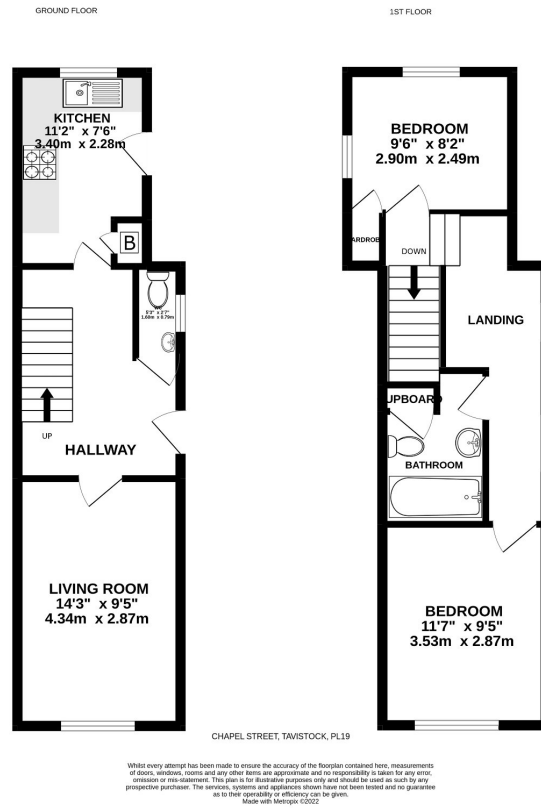 GROUND FLOOR
1ST FLOOR
KITCHEN
11'2" x 7'6"
3.40m x 2.28m
B
5'3" x 2'7"
1.60m x 0.79m
UP
HALLWAY
LIVING ROOM
14'3" x 9'5"
4.34m x 2.87m
BEDROOM
9'6" x 8'2"
2.90m x 2.49m
ARDROB
DOWN
LANDING
UPBOARD
BATHROOM
BEDROOM
11'7" x 9'5"
3.53m x 2.87m
CHAPEL STREET, TAVISTOCK, PL19
Whilst every attempt has been made to ensure the accuracy of the floorplan contained here, measurements
of doors, windows, rooms and any other items are approximate and no responsibility is taken for any error,
omission or mis-statement. This plan is for illustrative purposes only and should be used as such by any
prospective purchaser. The services, systems and appliances shown have not been tested and no guarantee
as to their operability or efficiency can be given.
Made with Metropix ©2022